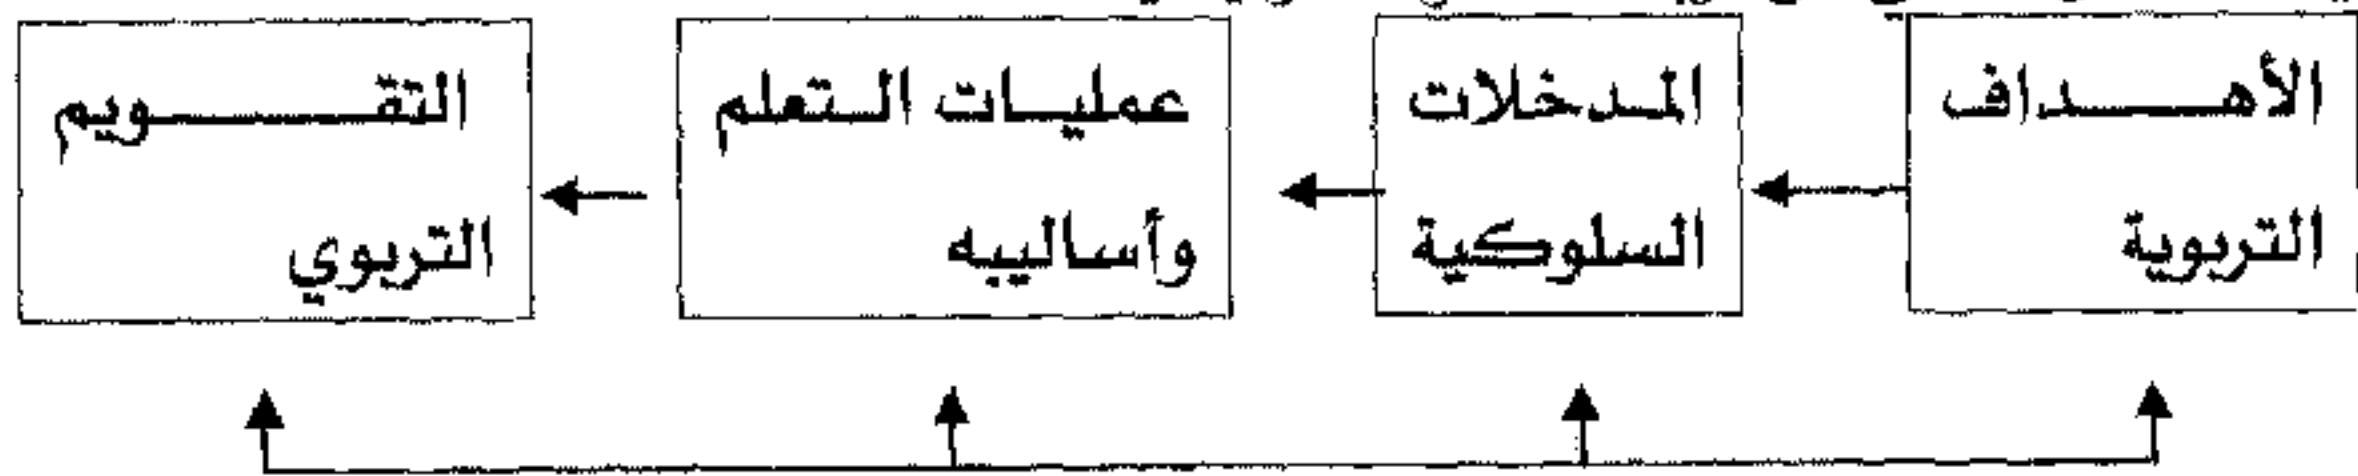 الأهداف
التربوية
المدخلات
السلوكية
عمليات التعلم
وأساليبه
التقويم
التربوي